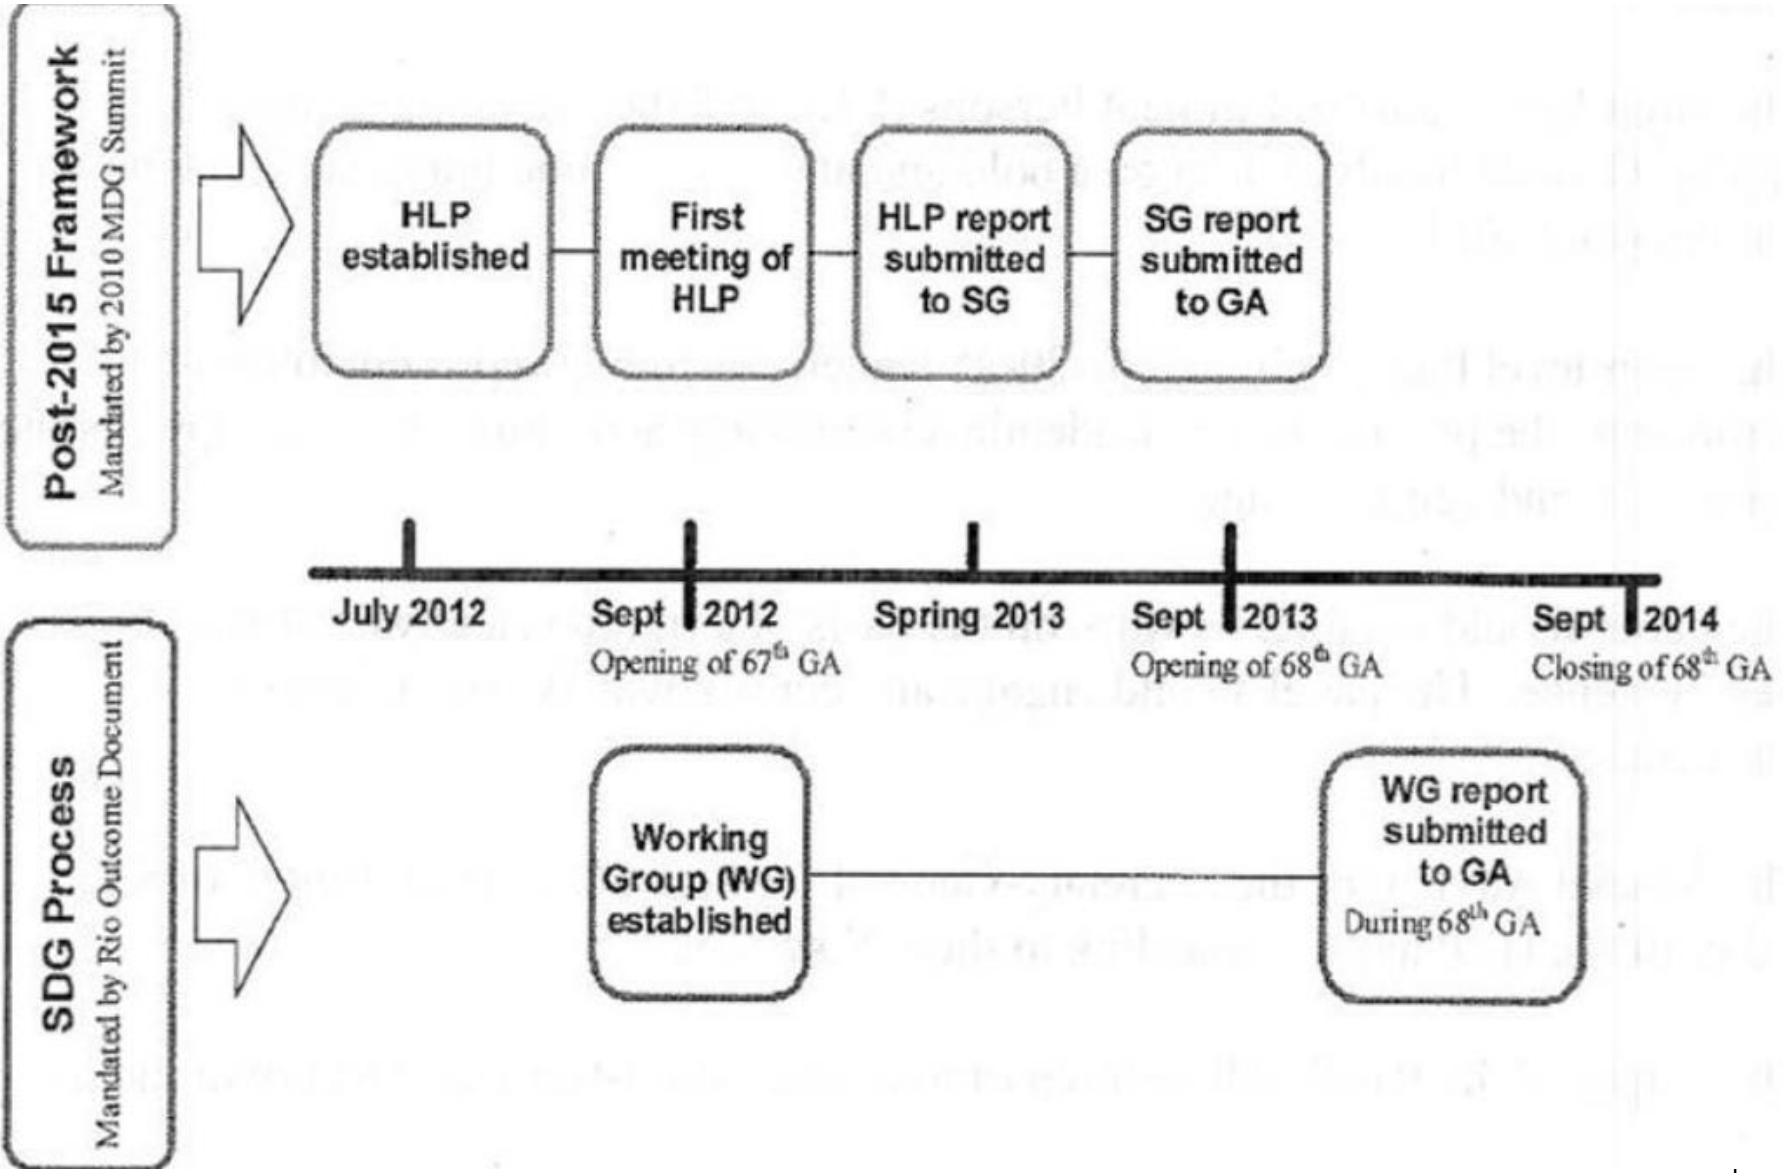 Post-2015 Framework
Mandated by 2010 MDG Summit
HLP
established
First
meeting of
HLP
HLP report
submitted
to SG
SG report
submitted
to GA
July 2012
Sept 2012
Opening of 67th GA
Spring 2013
Sept 2013
Opening of 68th GA
Sept 2014
Closing of 68th GA
SDG Process
Mandated by Rio Outcome Document
Working
Group (WG)
established
WG report
submitted
to GA
During 68th GA